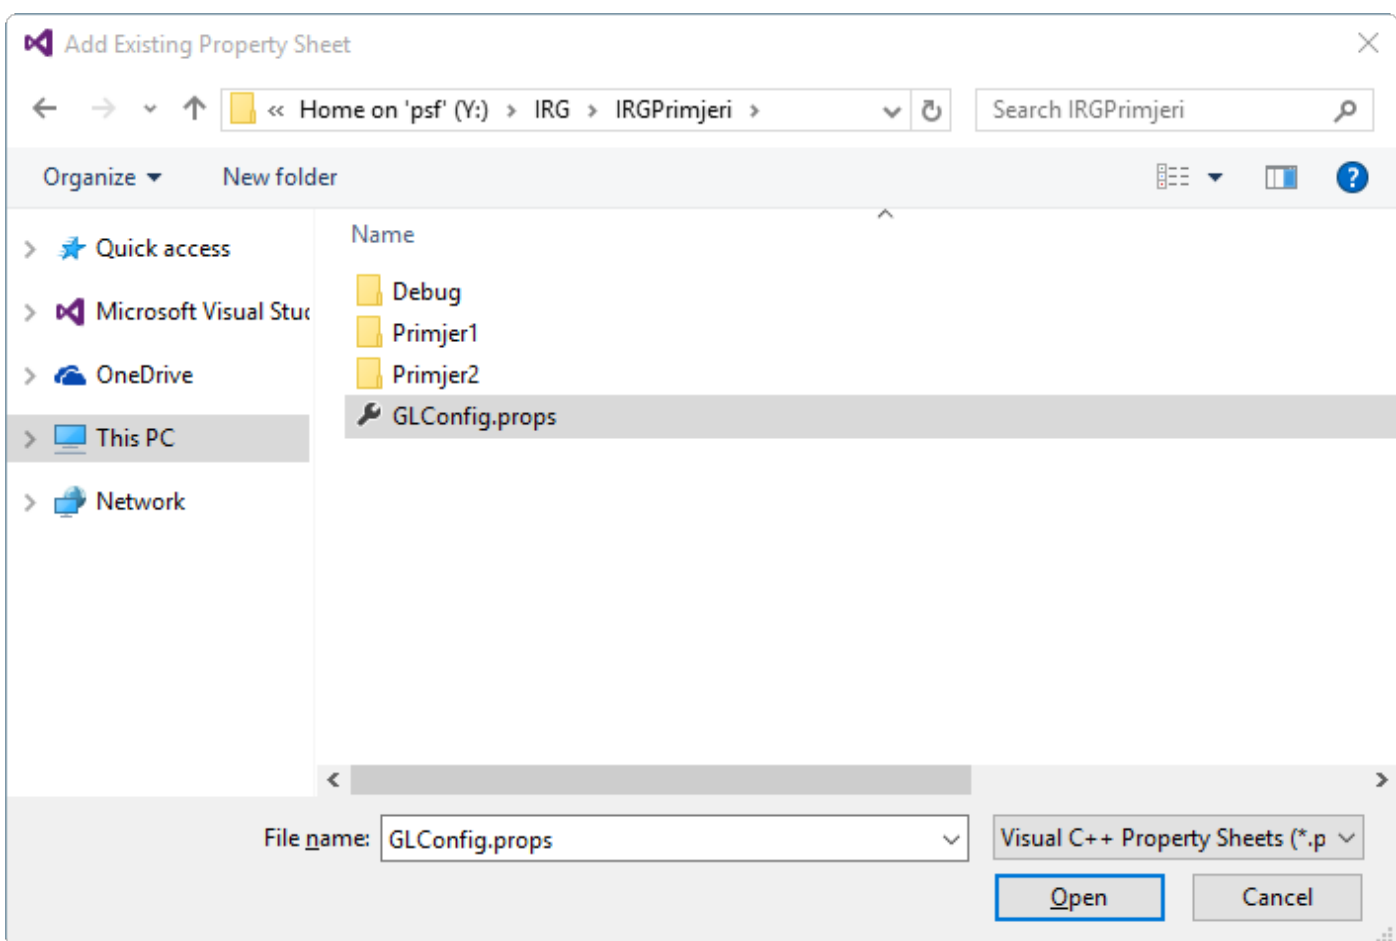 Add Existing Property Sheet
« Home on 'psf' (Y:) > IRG > IRGPrimjeri >
Search IRGPrimjeri
Organize
New folder
?
Name
Quick access
Microsoft Visual Stuc
OneDrive
This PC
Network
Debug
Primjer1
Primjer2
GLConfig.props
File name: GLConfig.props
Visual C++ Property Sheets (*.p
Open
Cancel